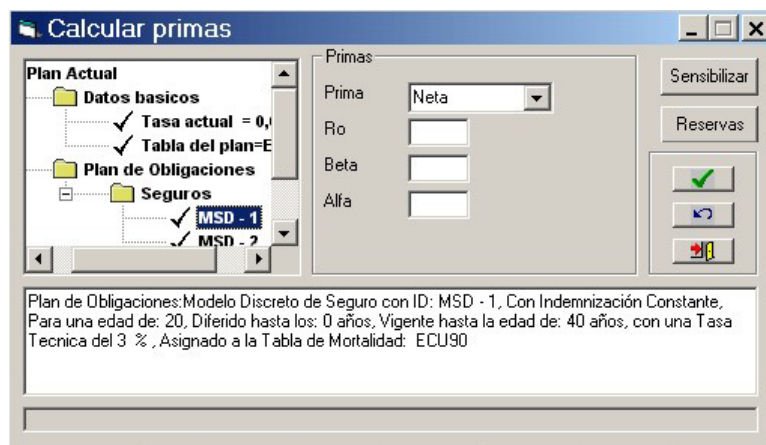 Calcular primas
Plan Actual
Datos basicos
Tasa actual = 0,
Tabla del plan=E
Plan de Obligaciones
Seguros
MSD - 1
MSD - 2
Primas
Prima
Neta
Ro
Beta
Alfa
Sensibilizar
Reservas
Plan de Obligaciones:Modelo Discreto de Seguro con ID: MSD - 1, Con Indemnización Constante,
Para una edad de: 20, Diferido hasta los: 0 años, Vigente hasta la edad de: 40 años, con una Tasa
Tecnica del 3 % , Asignado a la Tabla de Mortalidad: ECU90